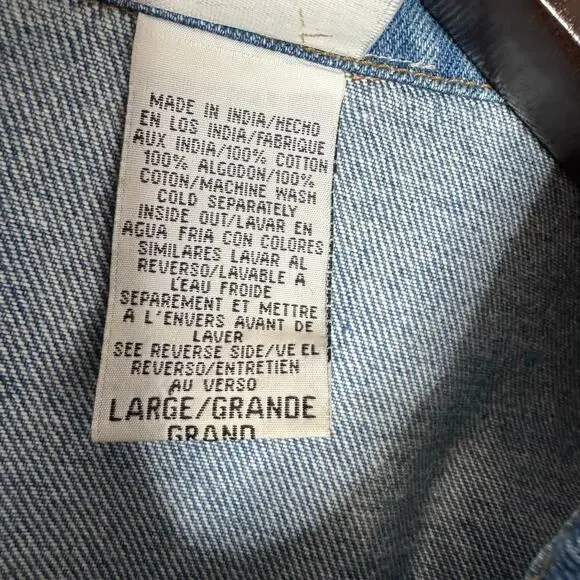 MADE IN INDIA/HECHO
EN LOS INDIA/FABRIQUE
AUX INDIA/100% COTTON
100% ALGODON/100%
COTON/MACHINE WASH
COLD SEPARATELY
INSIDE OUT/LAVAR EN
AGUA FRIA CON COLORES
SIMILARES LAVAR AL
REVERSO/LAVABLE A
L'EAU FROIDE
SEPAREMENT ET METTRE
A L'ENVERS AVANT DE
LAVER
SEE REVERSE SIDE/VE EL
REVERSO/ENTRETIEN
AU VERSO
LARGE/GRANDE
GRAND